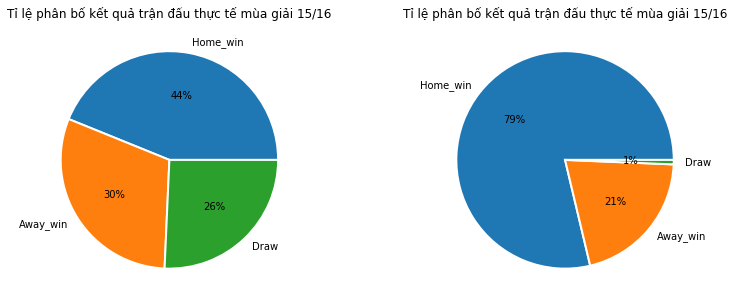 Tỉ lệ phân bố kết quả trận đấu thực tế mùa giải 15/16
Home_win
44%
30%
26%
Away_win
Draw
Tỉ lệ phân bố kết quả trận đấu thực tế mùa giải 15/16
Home_win
79%
1%
Draw
21%
Away_win